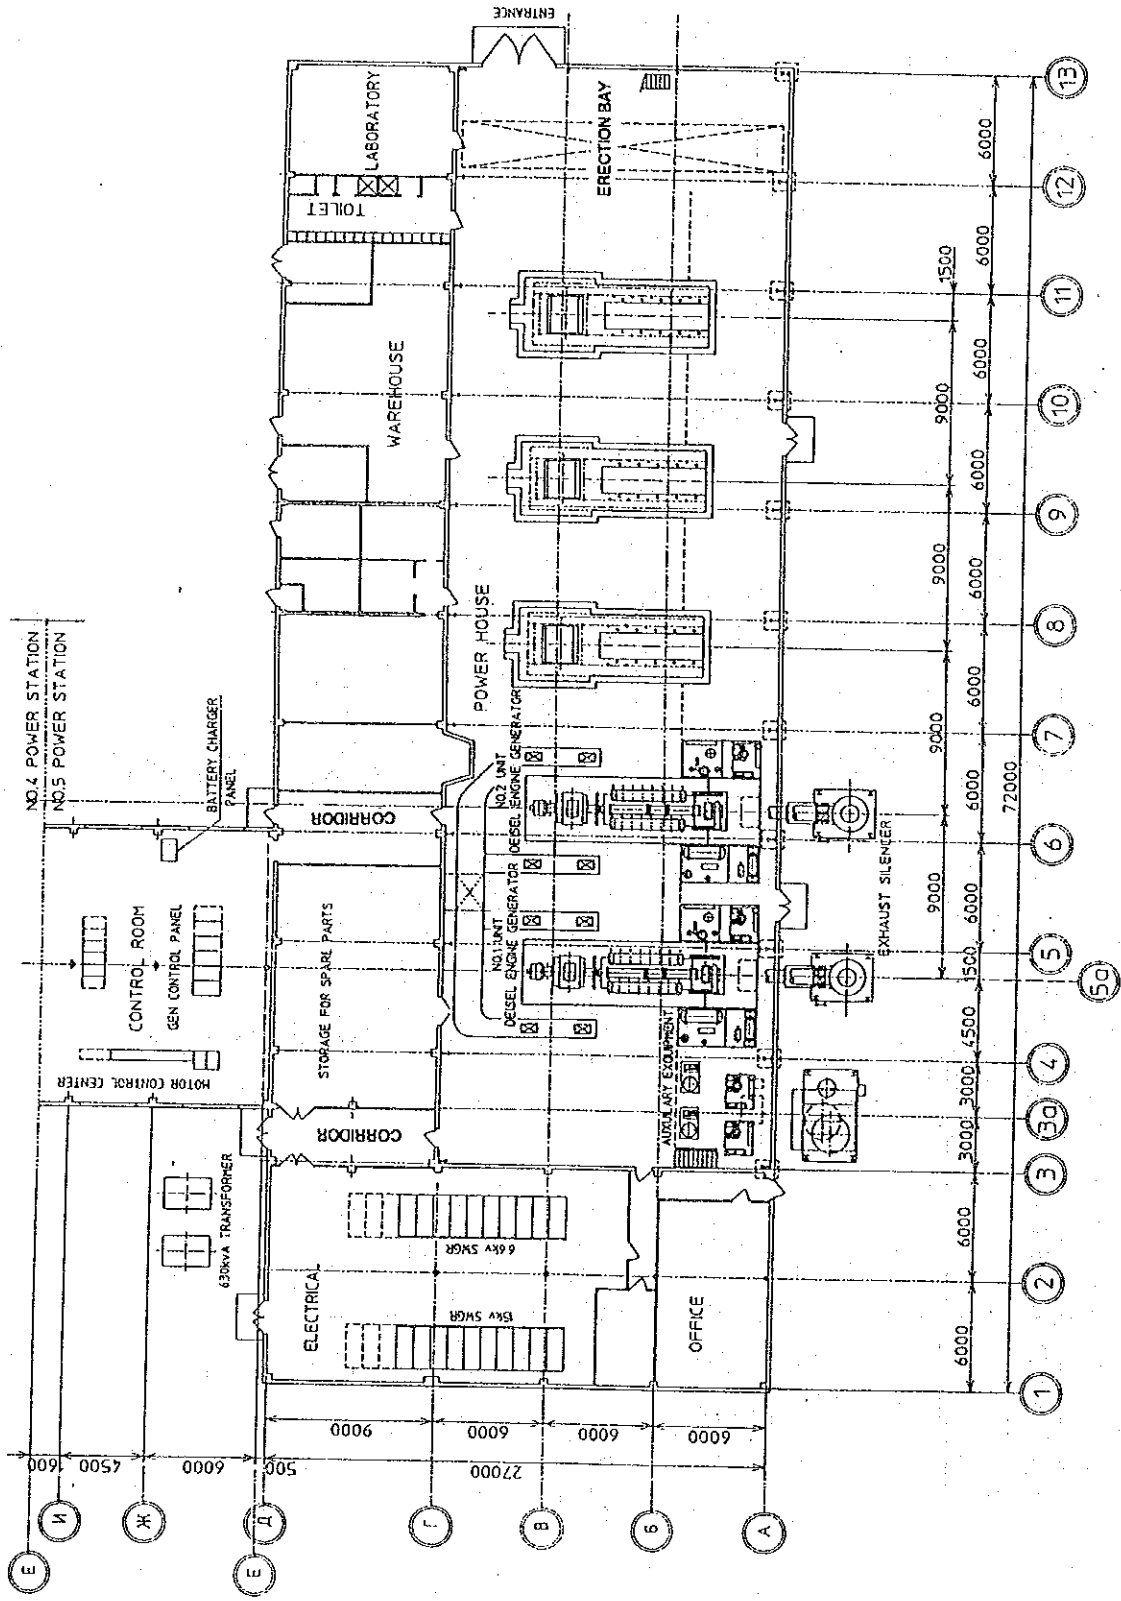 ENTRANCE
NO.4 POWER STATION
NO.5 POWER STATION
BATTERY CHARGER
PANEL
CONTROL ROOM
GEN CONTROL PANEL
MOTOR CONTROL CENTER
630kvA TRANSFORMER
LABORATORY
TOILET
WAREHOUSE
CORRIDOR
STORAGE FOR SPARE PARTS
CORRIDOR
ELECTRICAL
6.6kv SWGR
15kv SWGR
OFFICE
ERECTION BAY
POWER HOUSE
NO.2 UNIT
DEISEL ENGINE GENERATOR
NO.1 UNIT
DEISEL ENGINE GENERATOR
AUXULARY EXQUIPMENT
EXHAUST SILENCER
1500
9000
9000
9000
9000
6000
6000
3000
3000
4500
1500
6000
6000
6000
6000
6000
6000
6000
6000
72000
1
2
3
3a
4
5a
5
6
7
8
9
10
11
12
13
1600
4500
6000
500
9000
6000
6000
6000
27000
E
И
Ж
E
Д
Г
В
Б
А